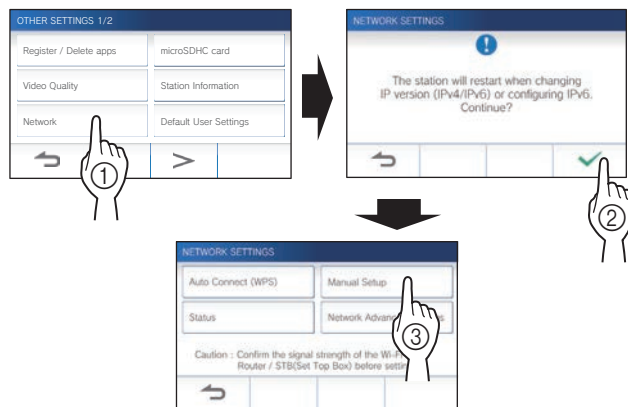 OTHER SETTINGS 1/2
Register / Delete apps
microSDHC card
Video Quality
Station Information
Network
Default User Settings
①
NETWORK SETTINGS
The station will restart when changing
IP version (IPv4/IPv6) or configuring IPv6.
Continue?
②
NETWORK SETTINGS
Auto Connect (WPS)
Manual Setup
Status
Network
③
Caution : Confirm the signal strength of the Wi-Fi
Router / STB(Set Top Box) before